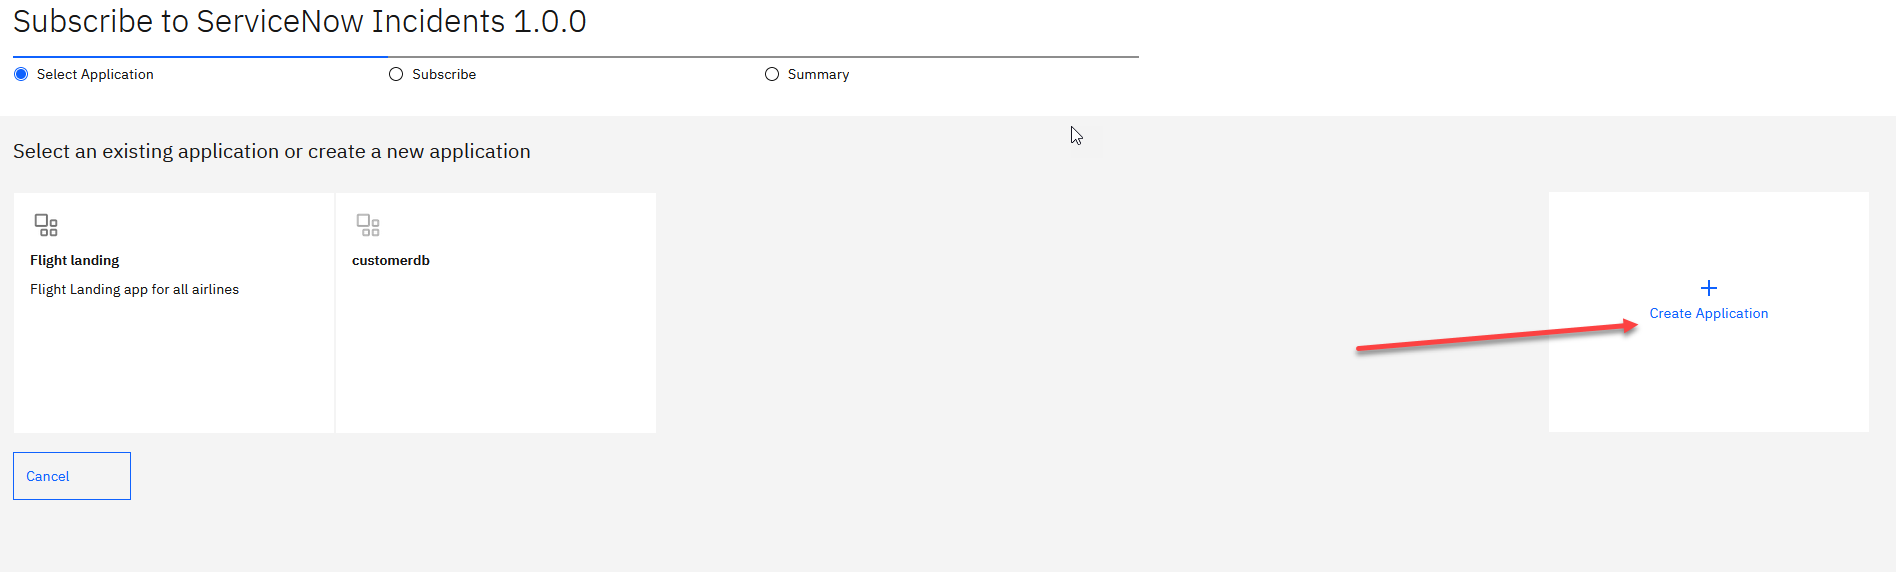 Subscribe to ServiceNow Incidents 1.0.0
Select Application
Subscribe
Summary
Select an existing application or create a new application
Flight landing
Flight Landing app for all airlines
customerdb
Create Application
Cancel